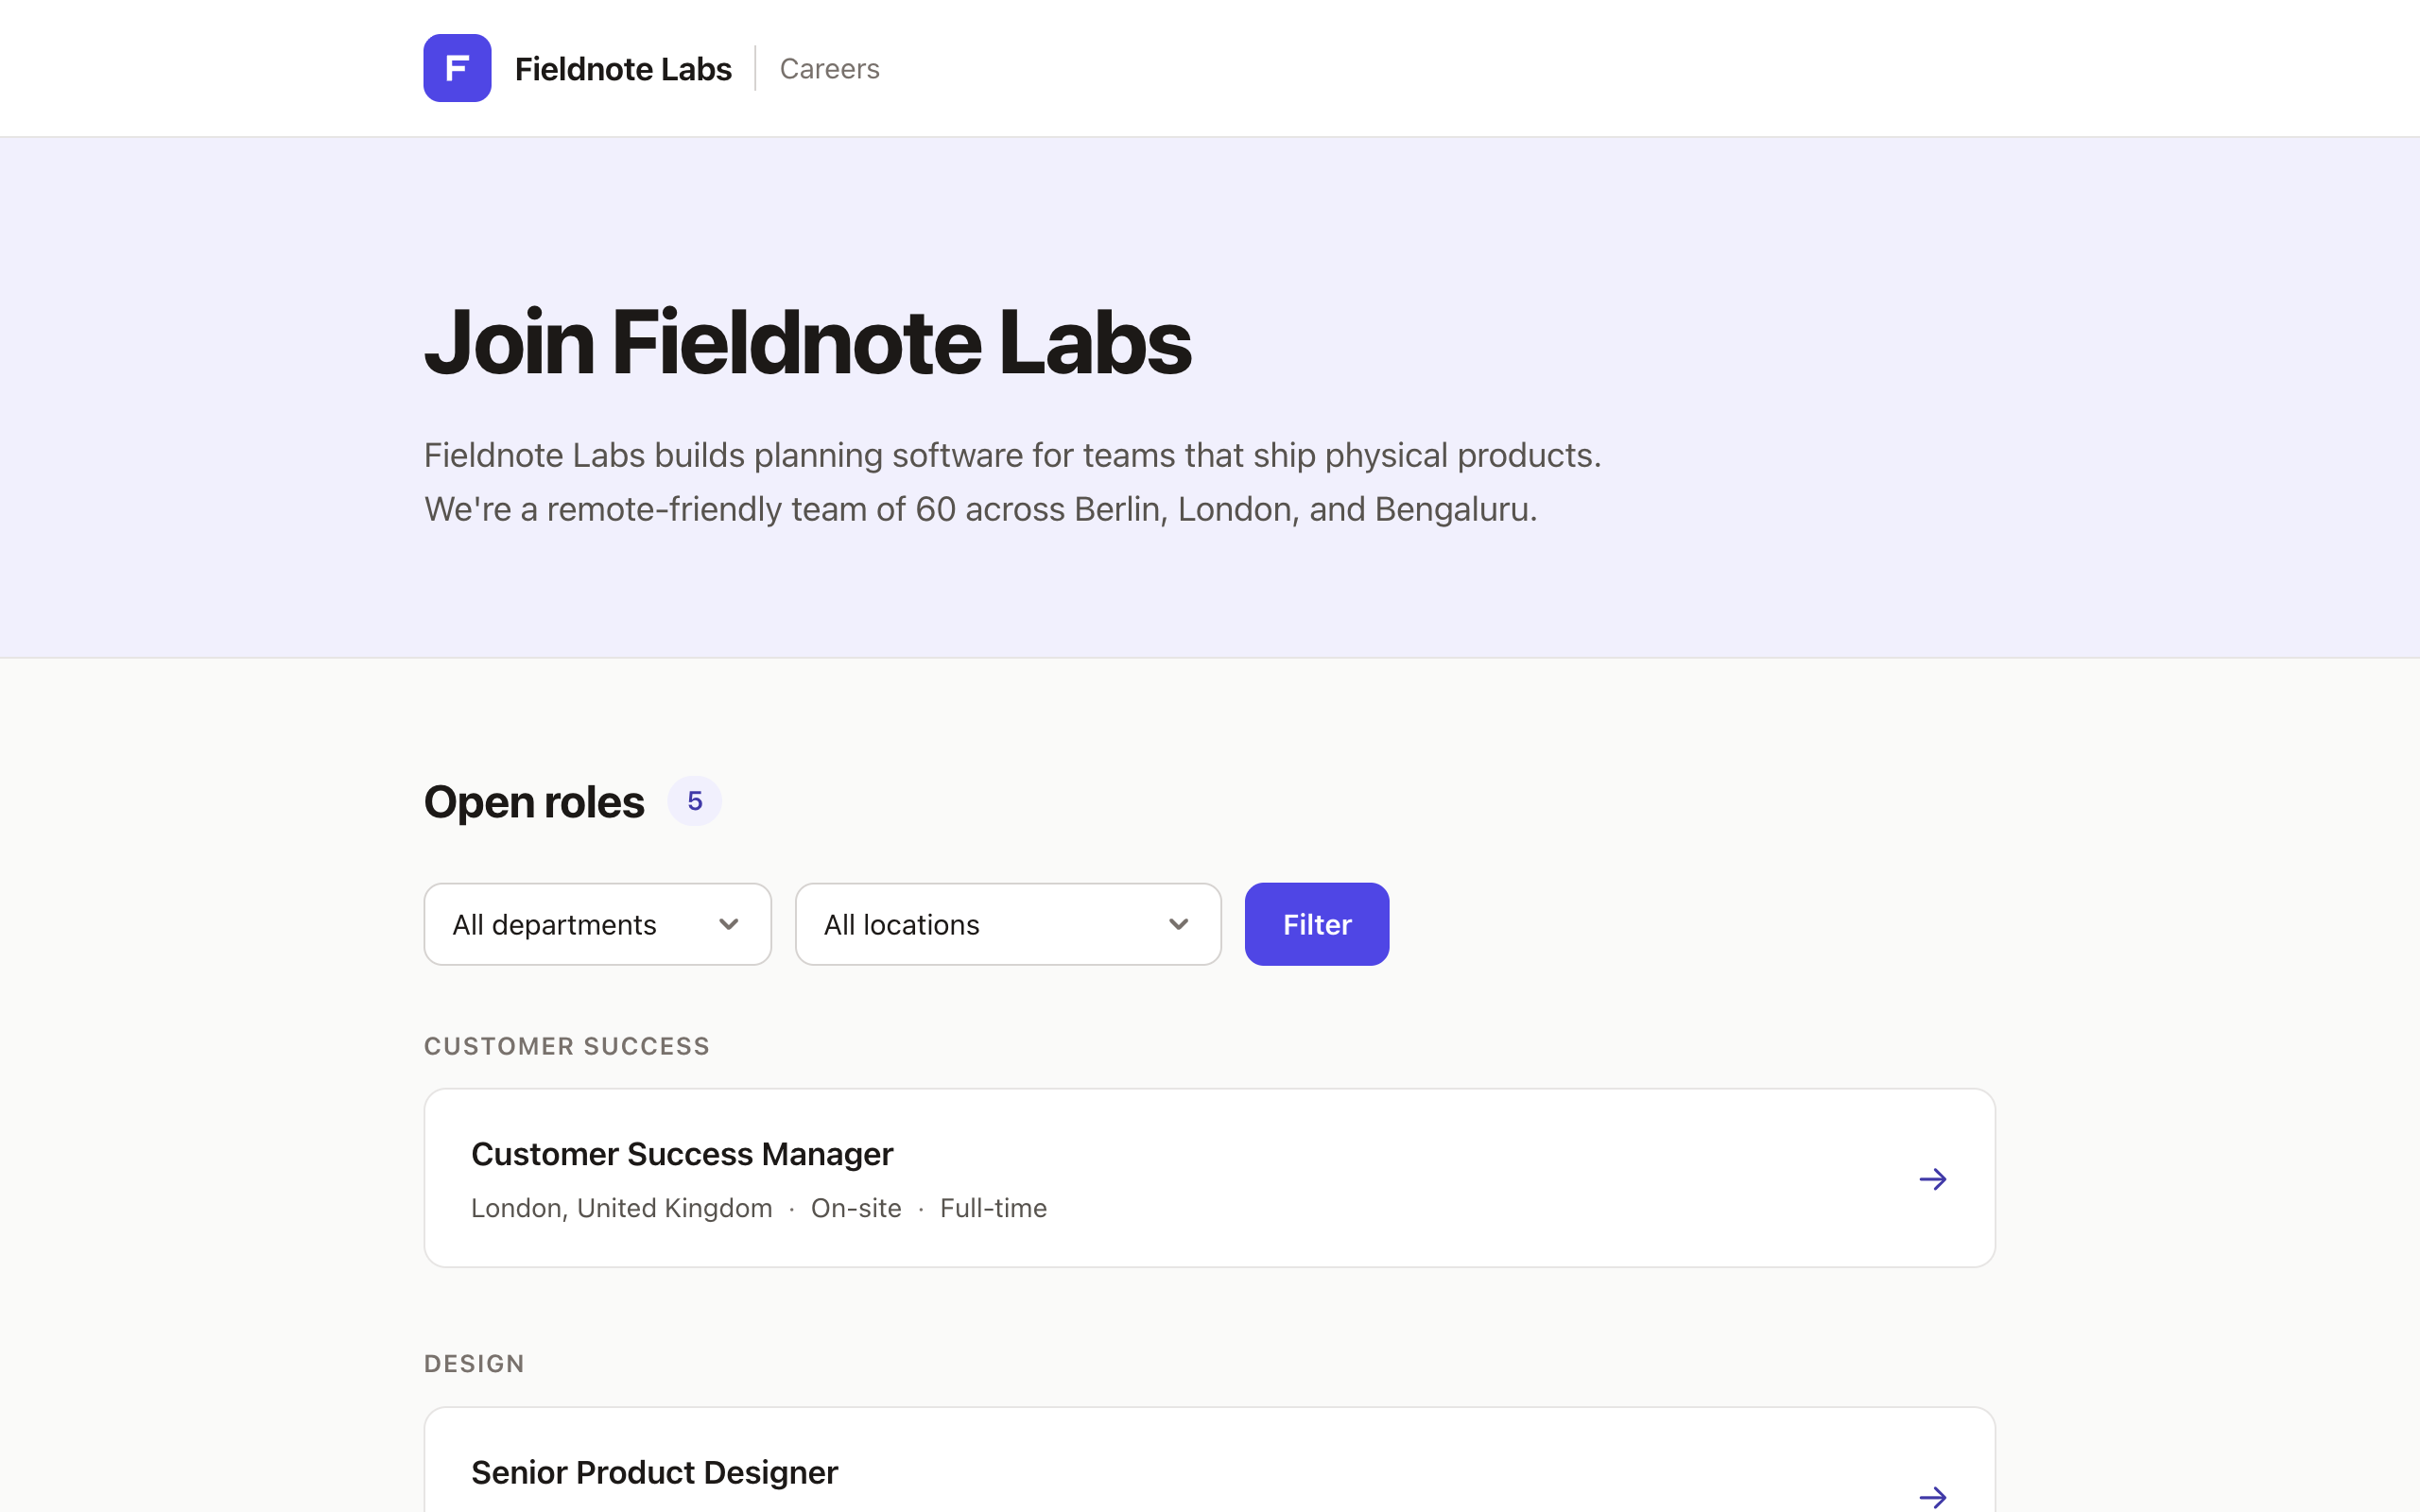 F Fieldnote Labs Careers
Join Fieldnote Labs
Fieldnote Labs builds planning software for teams that ship physical products.
We're a remote-friendly team of 60 across Berlin, London, and Bengaluru.
Open roles 5
All departments All locations Filter
CUSTOMER SUCCESS
Customer Success Manager
London, United Kingdom · On-site · Full-time
DESIGN
Senior Product Designer